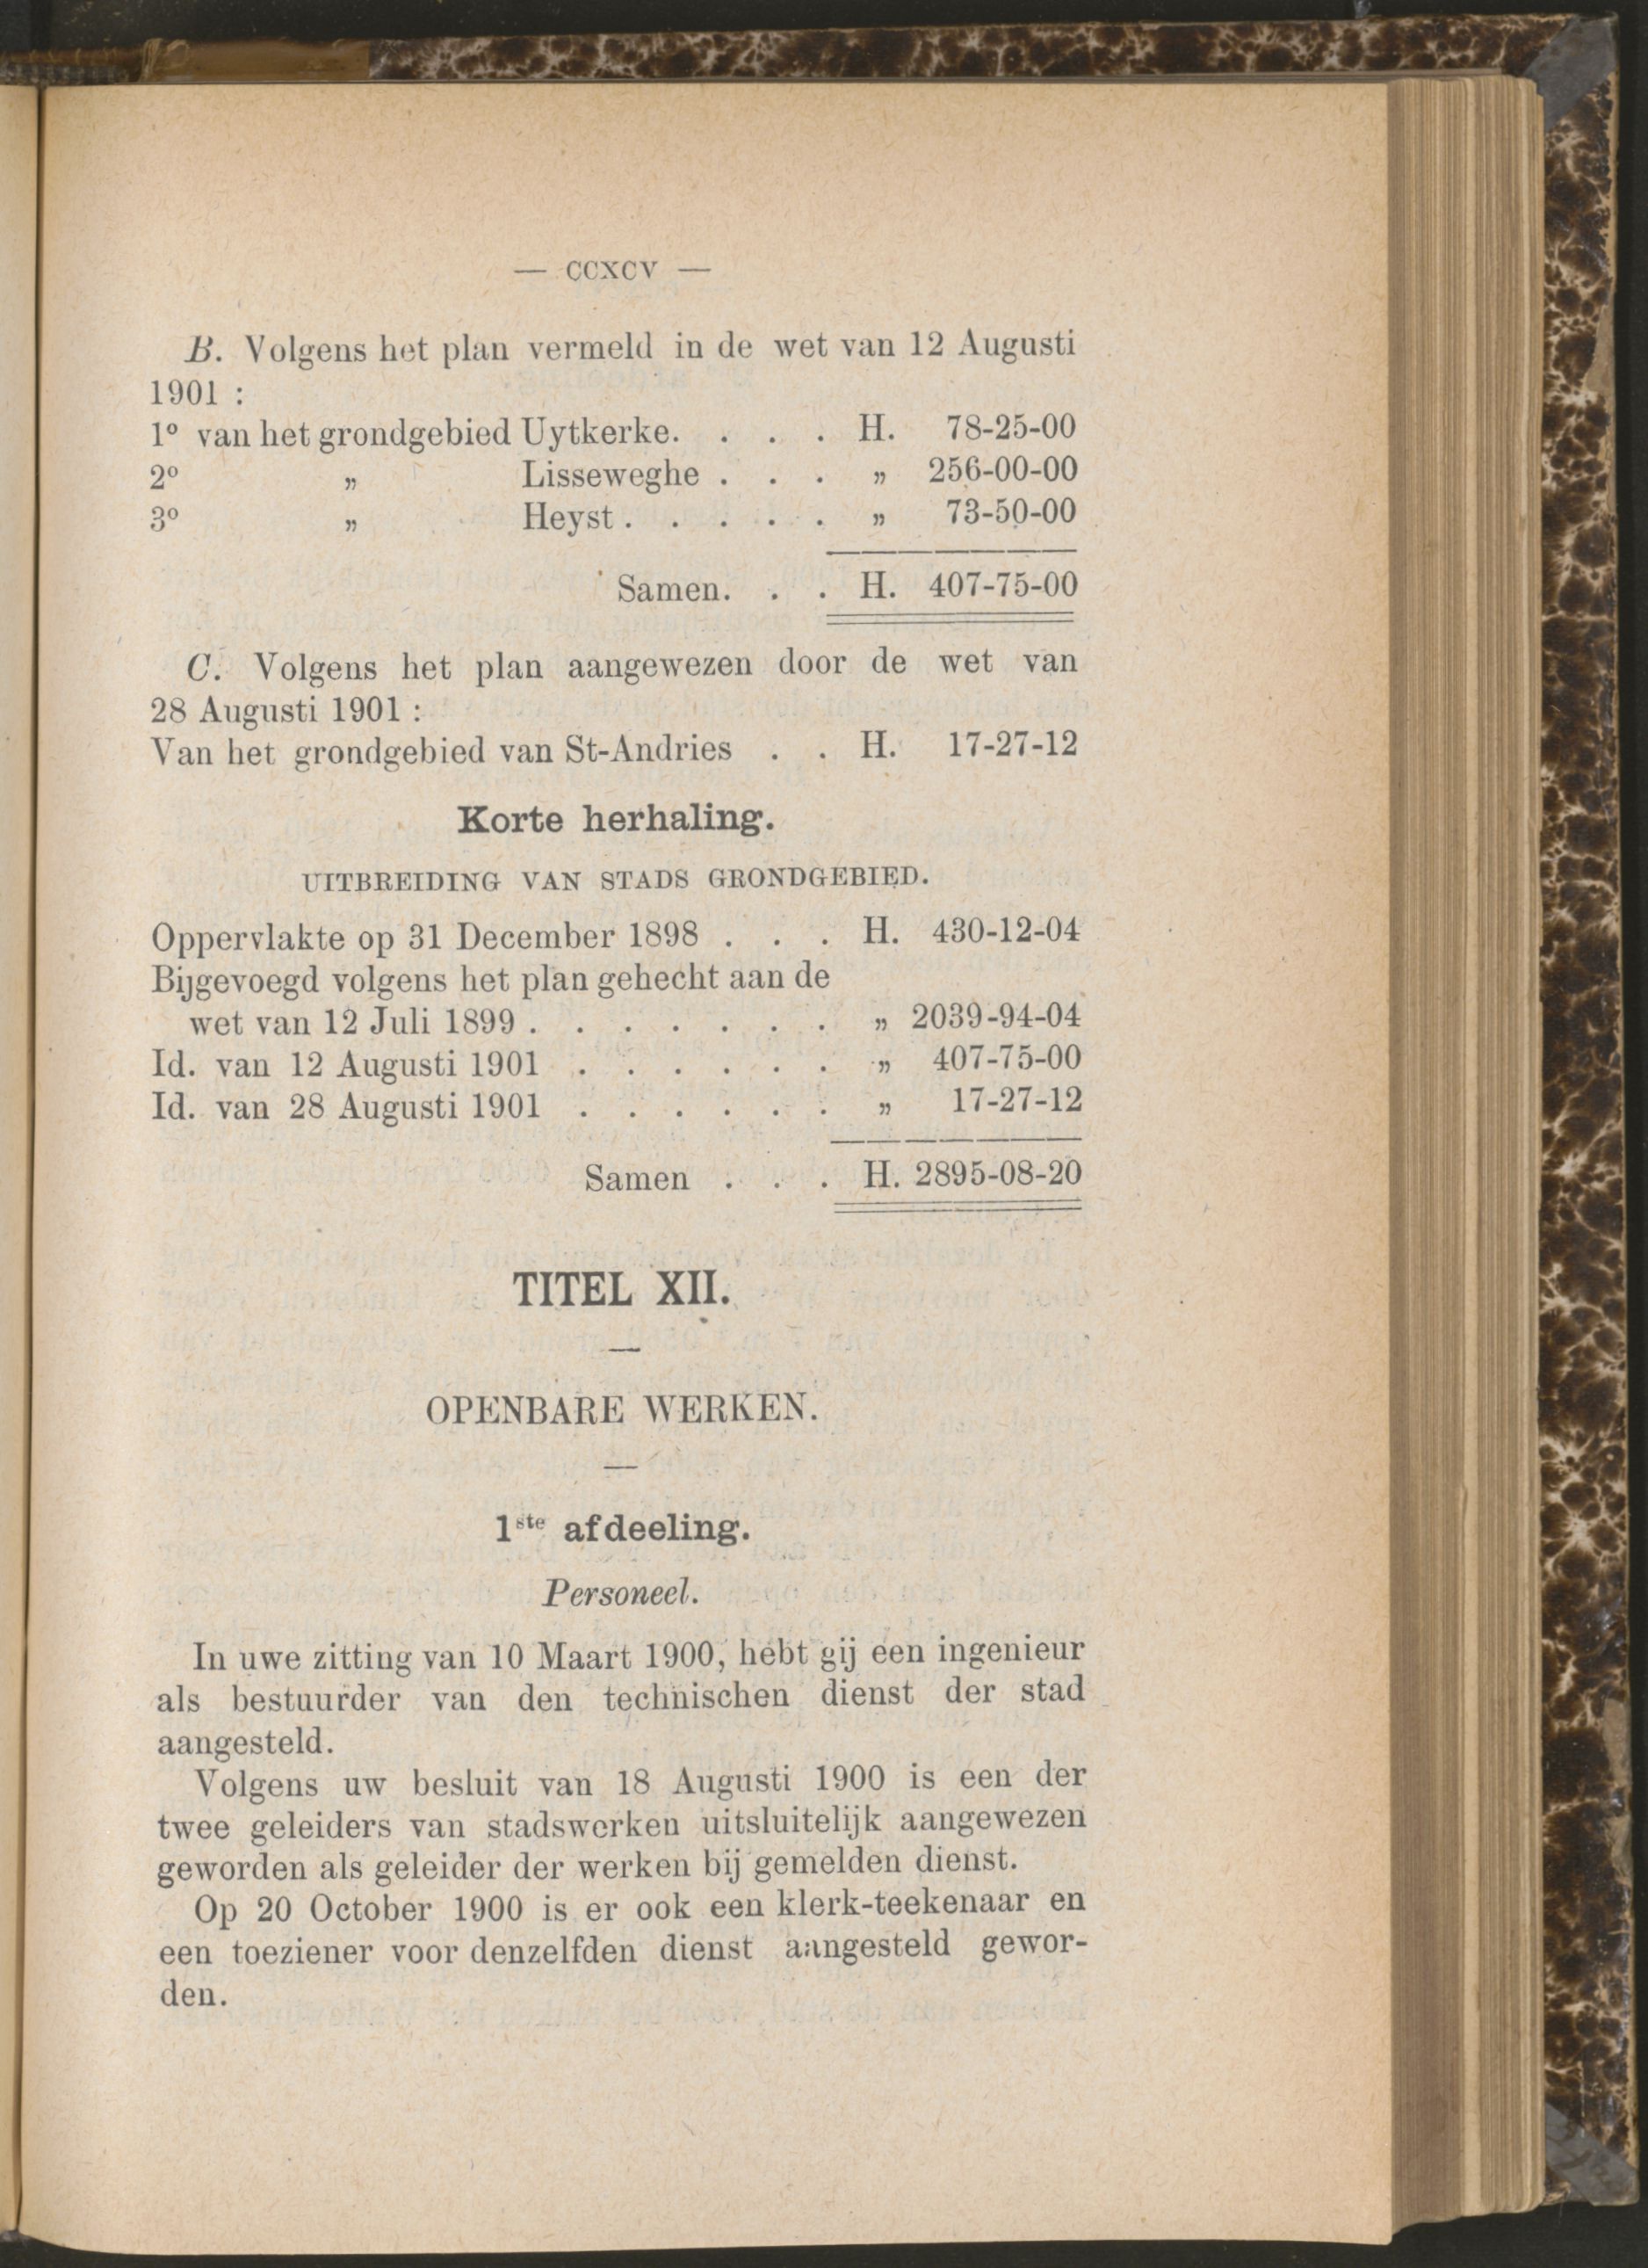 — CCXCV —
B. Volgens het plan vermeld in de wet van 12 Augusti
1901 :
1º van het grondgebied Uytkerke. . . . H. 78-25-00
2º „ Lisseweghe . . . „ 256-00-00
3º „ Heyst . . . . . „ 73-50-00
Samen. . . H. 407-75-00
C. Volgens het plan aangewezen door de wet van
28 Augusti 1901 :
Van het grondgebied van St-Andries . . H. 17-27-12
Korte herhaling.
UITBREIDING VAN STADS GRONDGEBIED.
Oppervlakte op 31 December 1898 . . . H. 430-12-04
Bijgevoegd volgens het plan gehecht aan de
wet van 12 Juli 1899 . . . . . . . „ 2039-94-04
Id. van 12 Augusti 1901 . . . . . . „ 407-75-00
Id. van 28 Augusti 1901 . . . . . . „ 17-27-12
Samen . . . H. 2895-08-20
TITEL XII.
—
OPENBARE WERKEN.
—
1ste afdeeling.
Personeel.
In uwe zitting van 10 Maart 1900, hebt gij een ingenieur
als bestuurder van den technischen dienst der stad
aangesteld.
Volgens uw besluit van 18 Augusti 1900 is een der
twee geleiders van stadswerken uitsluitelijk aangewezen
geworden als geleider der werken bij gemelden dienst.
Op 20 October 1900 is er ook een klerk-teekenaar en
een toeziener voor denzelfden dienst aangesteld gewor-
den.